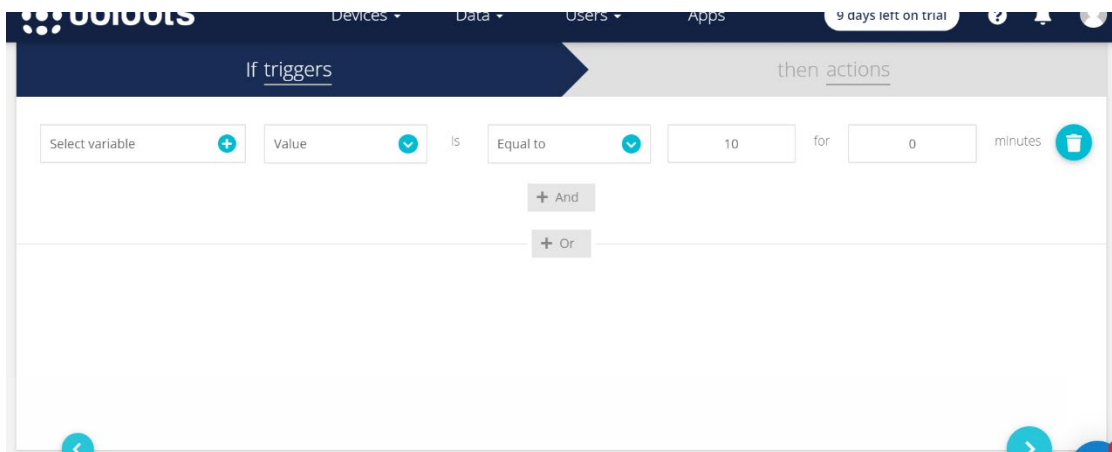 ubidots
Devices Data Users Apps 9 days left on trial ?
If triggers then actions
Select variable + Value is Equal to 10 for 0 minutes
+ And
+ Or